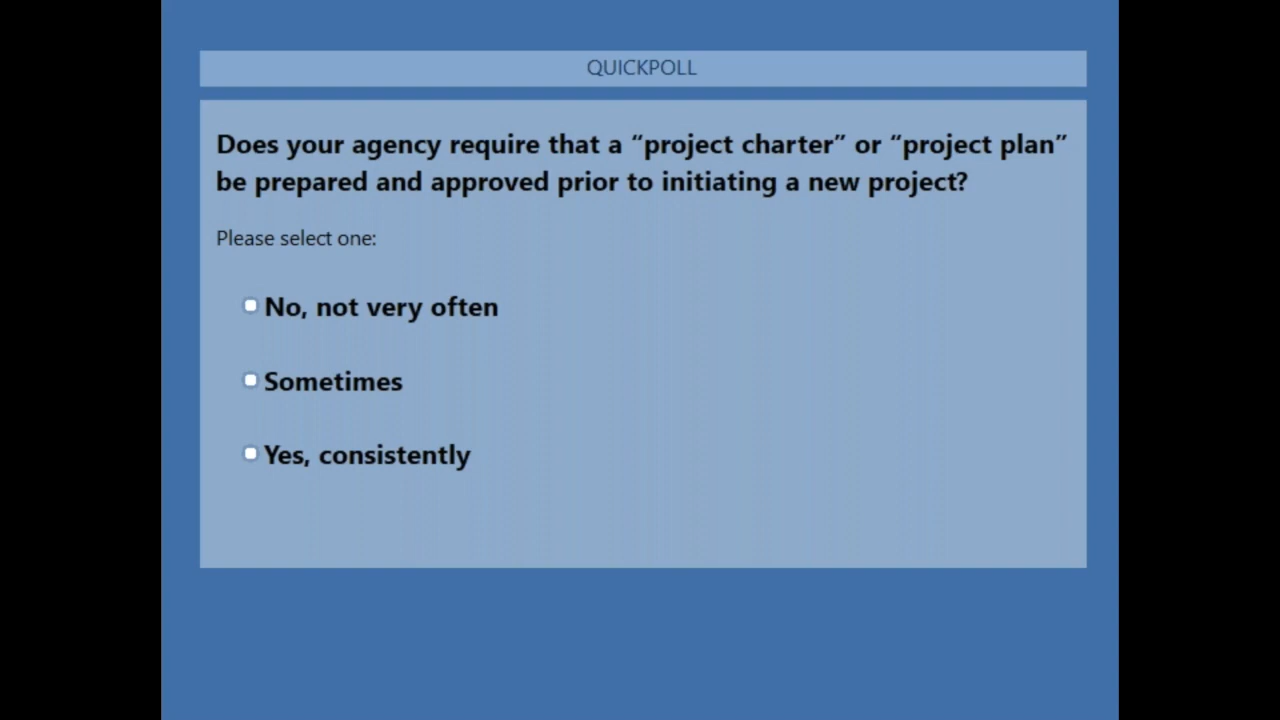 QUICKPOLL
Does your agency require that a “project charter” or “project plan”
be prepared and approved prior to initiating a new project?
Please select one:
No, not very often
Sometimes
Yes, consistently